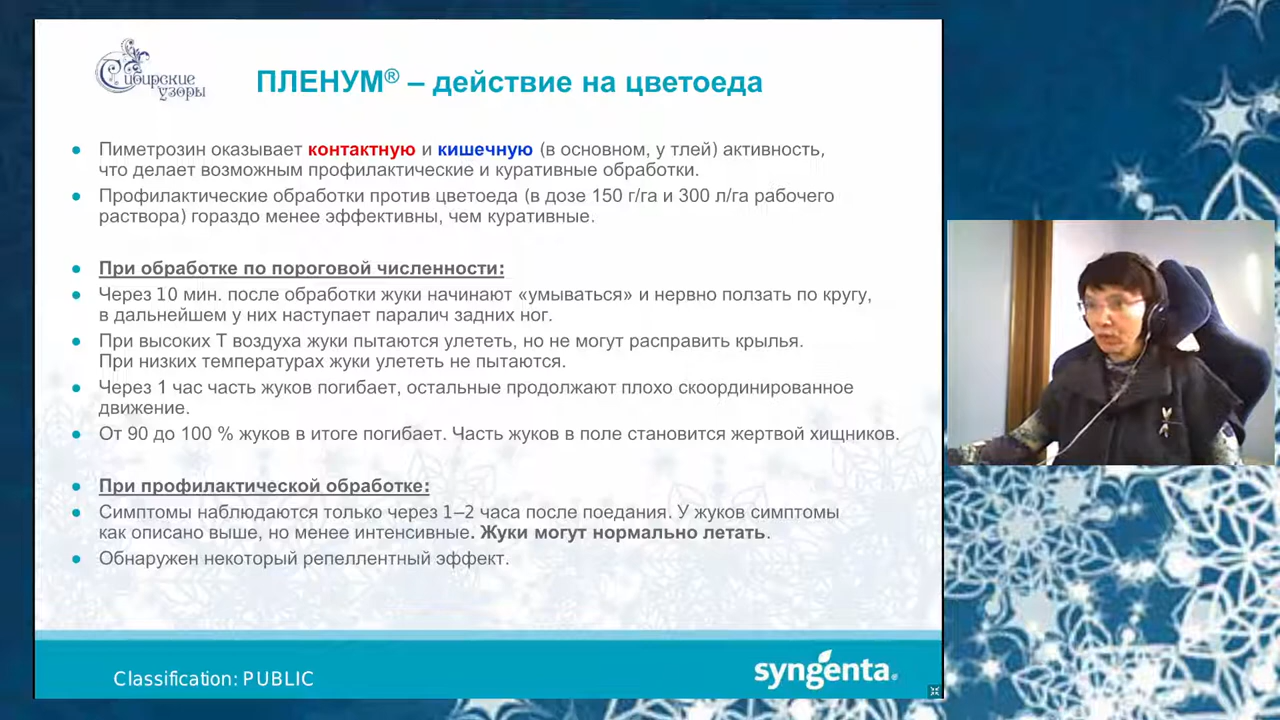 Сибирские
узоры
ПЛЕНУМ® – действие на цветоеда
● Пиметрозин оказывает контактную и кишечную (в основном, у тлей) активность,
что делает возможным профилактические и куративные обработки.
● Профилактические обработки против цветоеда (в дозе 150 г/га и 300 л/га рабочего
раствора) гораздо менее эффективны, чем куративные.
● При обработке по пороговой численности:
● Через 10 мин. после обработки жуки начинают «умываться» и нервно ползать по кругу,
в дальнейшем у них наступает паралич задних ног.
● При высоких Т воздуха жуки пытаются улететь, но не могут расправить крылья.
При низких температурах жуки улететь не пытаются.
● Через 1 час часть жуков погибает, остальные продолжают плохо скоординированное
движение.
● От 90 до 100 % жуков в итоге погибает. Часть жуков в поле становится жертвой хищников.
● При профилактической обработке:
● Симптомы наблюдаются только через 1–2 часа после поедания. У жуков симптомы
как описано выше, но менее интенсивные. Жуки могут нормально летать.
● Обнаружен некоторый репеллентный эффект.
Classification: PUBLIC
syngenta®